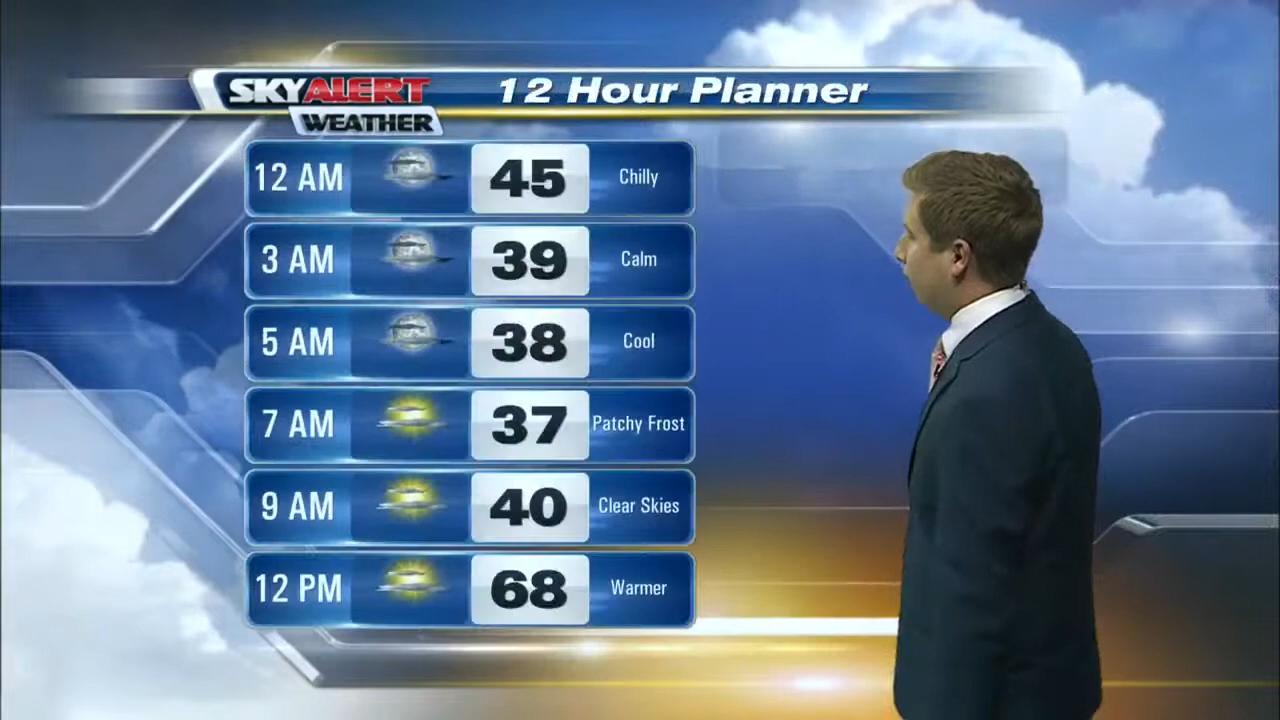 SKYALERT
WEATHER
12 Hour Planner
12 AM 45 Chilly
3 AM 39 Calm
5 AM 38 Cool
7 AM 37 Patchy Frost
9 AM 40 Clear Skies
12 PM 68 Warmer